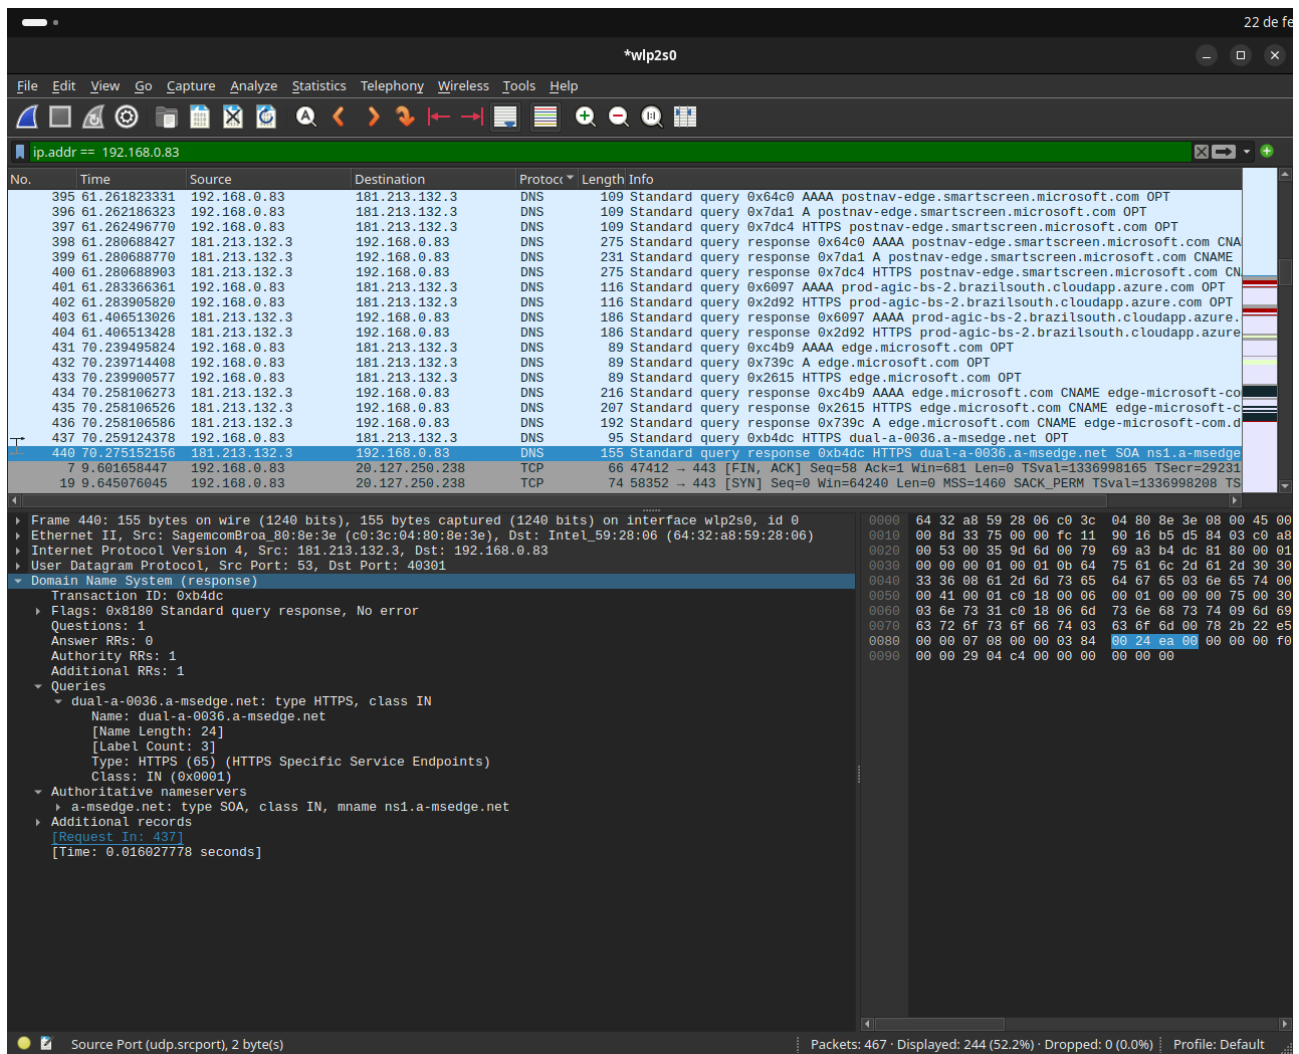 22 de fe
*wlp2s0
File Edit View Go Capture Analyze Statistics Telephony Wireless Tools Help
ip.addr == 192.168.0.83
No. Time Source Destination Protoc Length Info
395 61.261823331 192.168.0.83 181.213.132.3 DNS 109 Standard query 0x64c0 AAAA postnav-edge.smartscreen.microsoft.com OPT
396 61.262186323 192.168.0.83 181.213.132.3 DNS 109 Standard query 0x7da1 A postnav-edge.smartscreen.microsoft.com OPT
397 61.262496770 192.168.0.83 181.213.132.3 DNS 109 Standard query 0x7dc4 HTTPS postnav-edge.smartscreen.microsoft.com OPT
398 61.280688427 181.213.132.3 192.168.0.83 DNS 275 Standard query response 0x64c0 AAAA postnav-edge.smartscreen.microsoft.com CNA
399 61.280688770 181.213.132.3 192.168.0.83 DNS 231 Standard query response 0x7da1 A postnav-edge.smartscreen.microsoft.com CNAME
400 61.280688903 181.213.132.3 192.168.0.83 DNS 275 Standard query response 0x7dc4 HTTPS postnav-edge.smartscreen.microsoft.com CN
401 61.283366361 192.168.0.83 181.213.132.3 DNS 116 Standard query 0x6097 AAAA prod-agic-bs-2.brazilsouth.cloudapp.azure.com OPT
402 61.283905820 192.168.0.83 181.213.132.3 DNS 116 Standard query 0x2d92 HTTPS prod-agic-bs-2.brazilsouth.cloudapp.azure.com OPT
403 61.406513026 181.213.132.3 192.168.0.83 DNS 186 Standard query response 0x6097 AAAA prod-agic-bs-2.brazilsouth.cloudapp.azure.
404 61.406513428 181.213.132.3 192.168.0.83 DNS 186 Standard query response 0x2d92 HTTPS prod-agic-bs-2.brazilsouth.cloudapp.azure
431 70.239495824 192.168.0.83 181.213.132.3 DNS 89 Standard query 0xc4b9 AAAA edge.microsoft.com OPT
432 70.239714408 192.168.0.83 181.213.132.3 DNS 89 Standard query 0x739c A edge.microsoft.com OPT
433 70.239900577 192.168.0.83 181.213.132.3 DNS 89 Standard query 0x2615 HTTPS edge.microsoft.com OPT
434 70.258106273 181.213.132.3 192.168.0.83 DNS 216 Standard query response 0xc4b9 AAAA edge.microsoft.com CNAME edge-microsoft-co
435 70.258106526 181.213.132.3 192.168.0.83 DNS 207 Standard query response 0x2615 HTTPS edge.microsoft.com CNAME edge-microsoft-c
436 70.258106586 181.213.132.3 192.168.0.83 DNS 192 Standard query response 0x739c A edge.microsoft.com CNAME edge-microsoft-com.d
437 70.259124378 192.168.0.83 181.213.132.3 DNS 95 Standard query 0xb4dc HTTPS dual-a-0036.a-msedge.net OPT
440 70.275152156 181.213.132.3 192.168.0.83 DNS 155 Standard query response 0xb4dc HTTPS dual-a-0036.a-msedge.net SOA ns1.a-msedge
7 9.601658447 192.168.0.83 20.127.250.238 TCP 66 47412 → 443 [FIN, ACK] Seq=58 Ack=1 Win=681 Len=0 TSval=1336998165 TSecr=29231
19 9.645076045 192.168.0.83 20.127.250.238 TCP 74 58352 → 443 [SYN] Seq=0 Win=64240 Len=0 MSS=1460 SACK_PERM TSval=1336998208 TS
Frame 440: 155 bytes on wire (1240 bits), 155 bytes captured (1240 bits) on interface wlp2s0, id 0
Ethernet II, Src: SagemcomBroa_80:8e:3e (c0:3c:04:80:8e:3e), Dst: Intel_59:28:06 (64:32:a8:59:28:06)
Internet Protocol Version 4, Src: 181.213.132.3, Dst: 192.168.0.83
User Datagram Protocol, Src Port: 53, Dst Port: 40301
Domain Name System (response)
Transaction ID: 0xb4dc
Flags: 0x8180 Standard query response, No error
Questions: 1
Answer RRs: 0
Authority RRs: 1
Additional RRs: 1
Queries
dual-a-0036.a-msedge.net: type HTTPS, class IN
Name: dual-a-0036.a-msedge.net
[Name Length: 24]
[Label Count: 3]
Type: HTTPS (65) (HTTPS Specific Service Endpoints)
Class: IN (0x0001)
Authoritative nameservers
a-msedge.net: type SOA, class IN, mname ns1.a-msedge.net
Additional records
[Request In: 437]
[Time: 0.016027778 seconds]
0000 64 32 a8 59 28 06 c0 3c 04 80 8e 3e 08 00 45 00
0010 00 8d 33 75 00 00 fc 11 90 16 b5 d5 84 03 c0 a8
0020 00 53 00 35 9d 6d 00 79 69 a3 b4 dc 81 80 00 01
0030 00 00 00 01 00 01 0b 64 75 61 6c 2d 61 2d 30 30
0040 33 36 08 61 2d 6d 73 65 64 67 65 03 6e 65 74 00
0050 00 41 00 01 c0 18 00 06 00 01 00 00 00 75 00 30
0060 03 6e 73 31 c0 18 06 6d 73 6e 68 73 74 09 6d 69
0070 63 72 6f 73 6f 66 74 03 63 6f 6d 00 78 2b 22 e5
0080 00 00 07 08 00 00 03 84 00 24 ea 00 00 00 00 f0
0090 00 00 29 04 c4 00 00 00 00 00 00
Source Port (udp.srcport), 2 byte(s)
Packets: 467 · Displayed: 244 (52.2%) · Dropped: 0 (0.0%)
Profile: Default